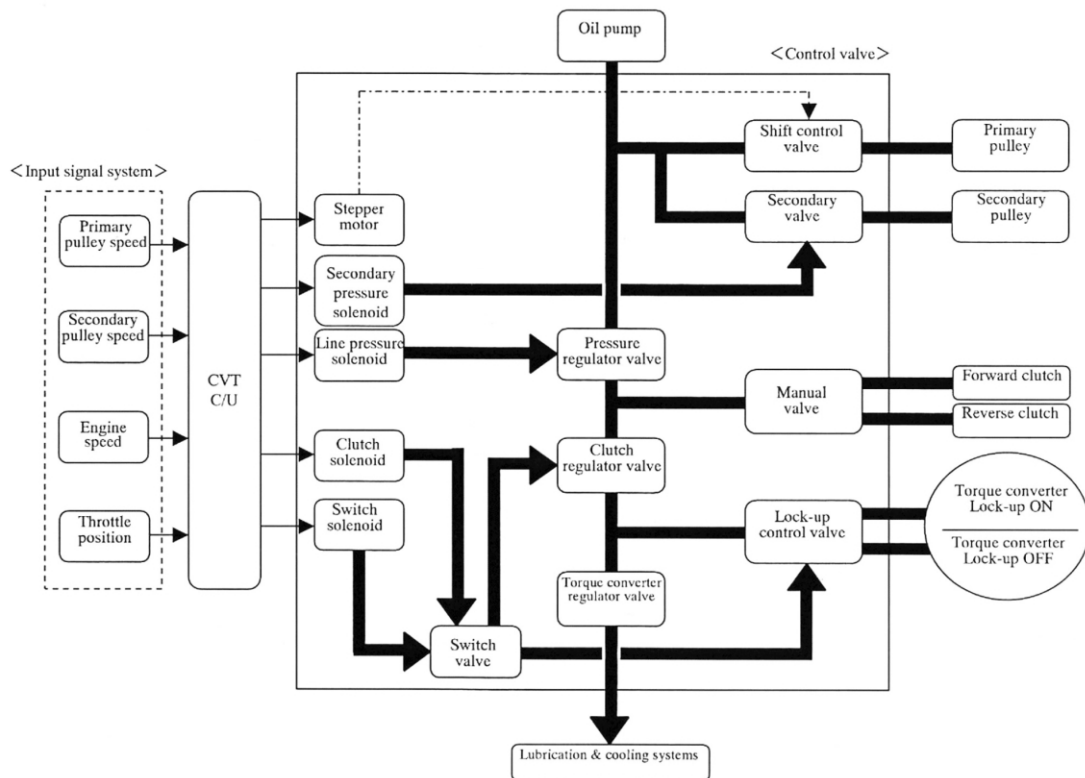 Oil pump
<Control valve>
Shift control
valve
Primary
pulley
<Input signal system>
Stepper
motor
Secondary
valve
Secondary
pulley
Primary
pulley speed
Secondary
pressure
solenoid
Secondary
pulley speed
Line pressure
solenoid
Pressure
regulator valve
CVT
C/U
Manual
valve
Forward clutch
Reverse clutch
Engine
speed
Clutch
solenoid
Clutch
regulator valve
Throttle
position
Switch
solenoid
Lock-up
control valve
Torque converter
Lock-up ON
Torque converter
Lock-up OFF
Torque converter
regulator valve
Switch
valve
Lubrication & cooling systems